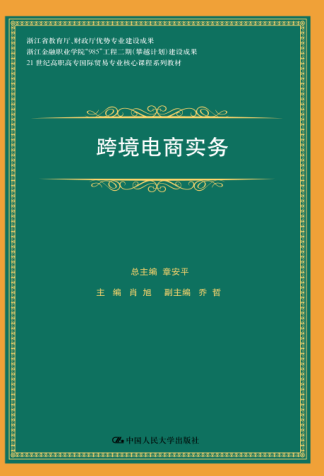 浙江省教育厅、财政厅优势专业建设成果
浙江金融职业学院“985”工程二期(攀越计划)建设成果
21世纪高职高专国际贸易专业核心课程系列教材
跨境电商实务
总主编 章安平
主 编 肖 旭 副主编 乔 哲
中国人民大学出版社